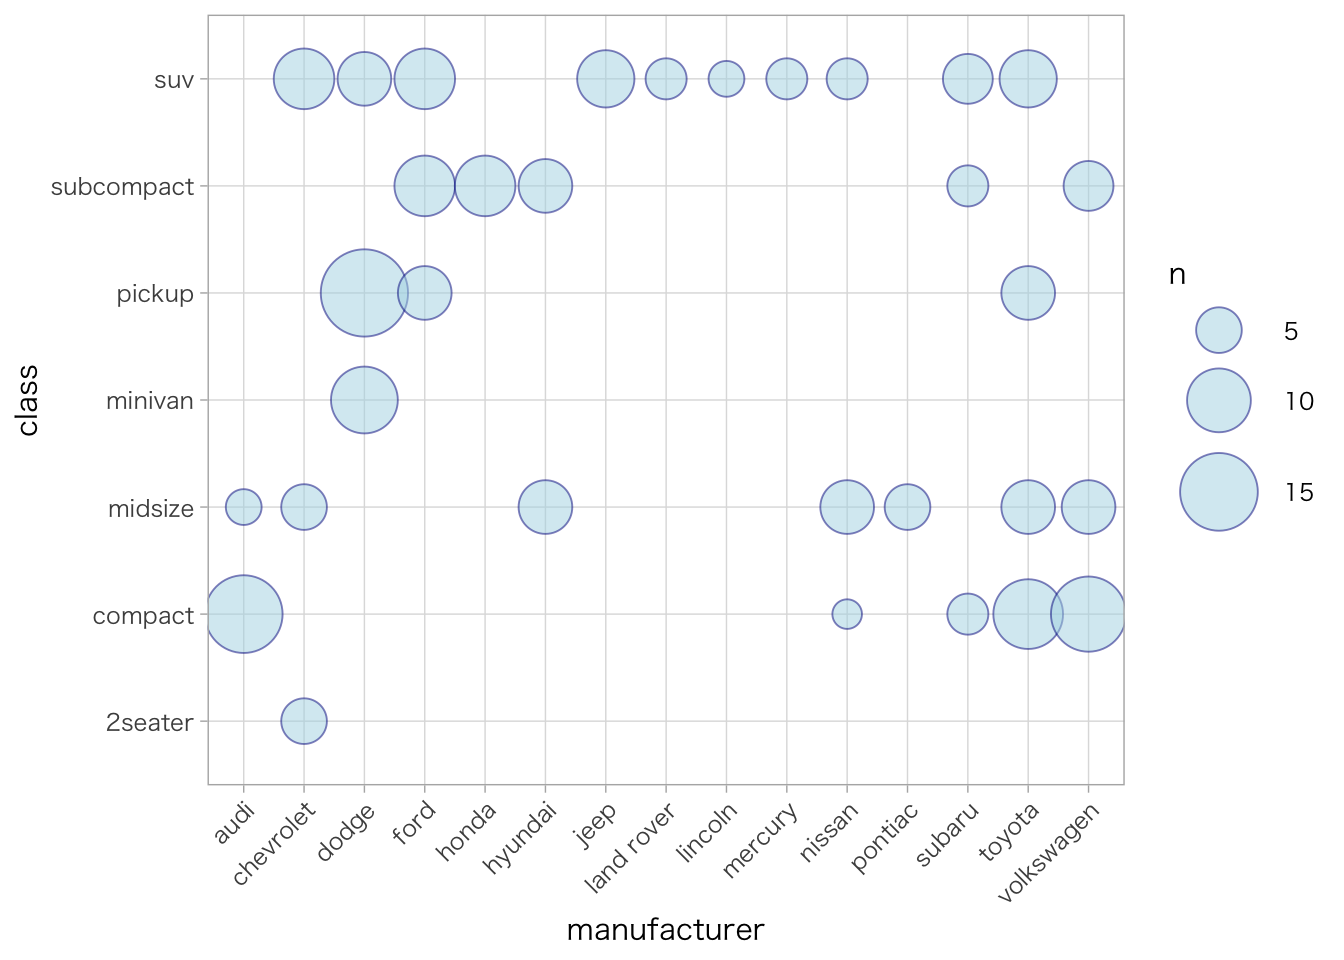 suv
subcompact
pickup
minivan
midsize
compact
2seater
class
audi
chevrolet
dodge
ford
honda
hyundai
jeep
land rover
lincoln
mercury
nissan
pontiac
subaru
toyota
volkswagen
manufacturer
n
5
10
15